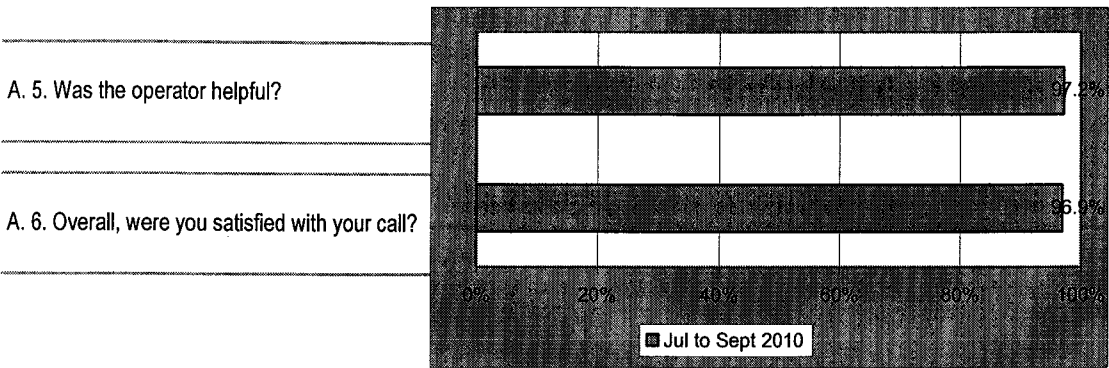 A. 5. Was the operator helpful?
97.2%
A. 6. Overall, were you satisfied with your call?
96.9%
0% 20% 40% 60% 80% 100%
Jul to Sept 2010